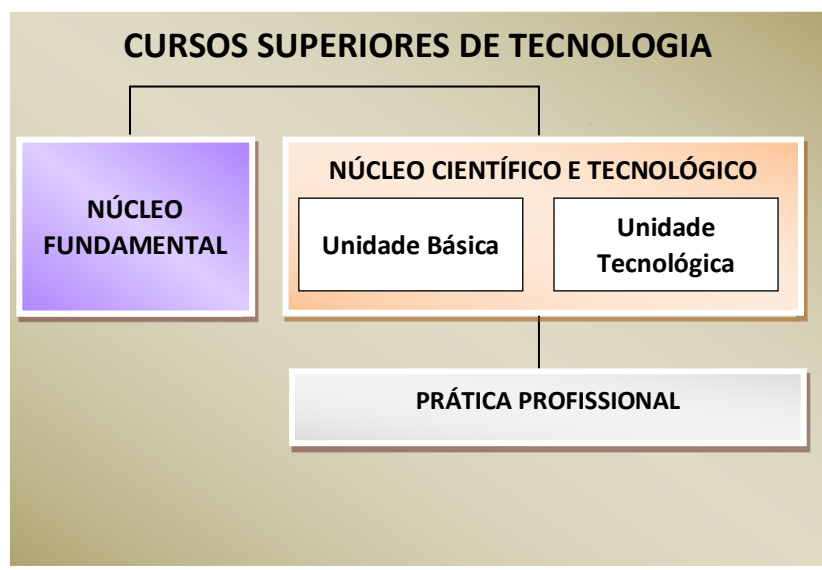 CURSOS SUPERIORES DE TECNOLOGIA
NÚCLEO
FUNDAMENTAL
NÚCLEO CIENTÍFICO E TECNOLÓGICO
Unidade Básica
Unidade
Tecnológica
PRÁTICA PROFISSIONAL